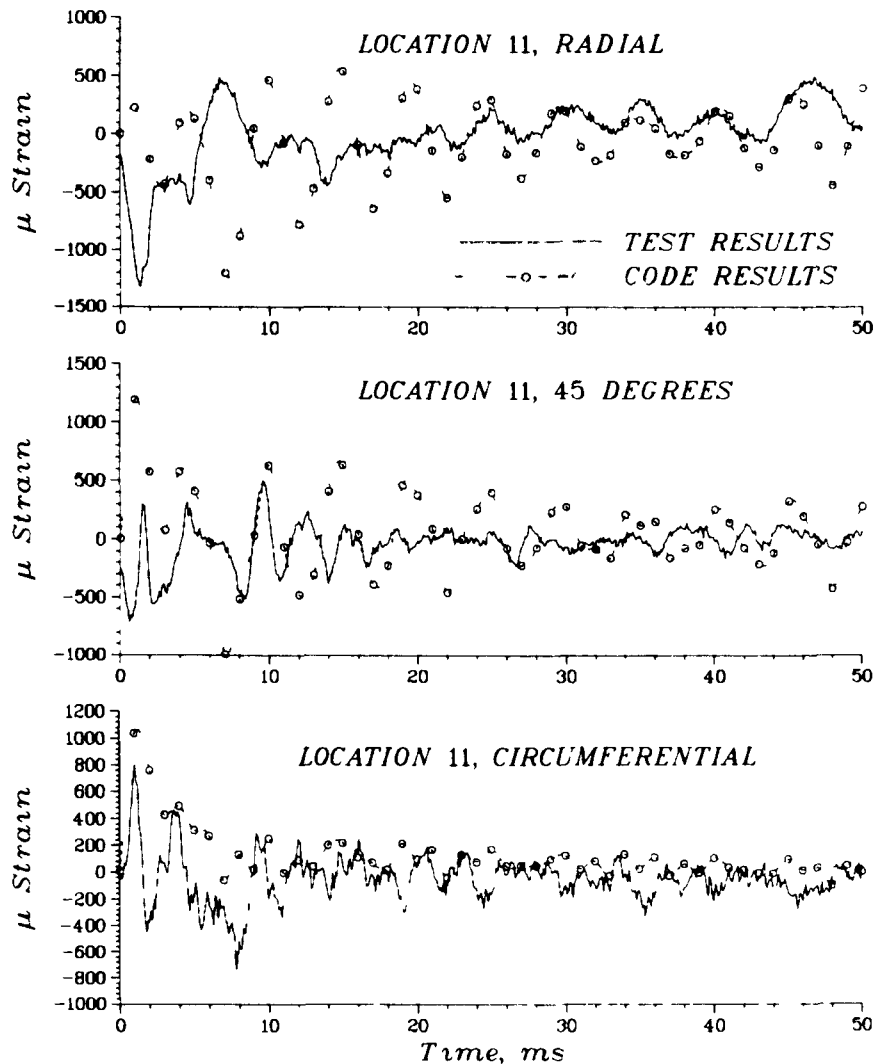 LOCATION 11, RADIAL
1000
500
0
-500
-1000
-1500
μ Strain
TEST RESULTS
CODE RESULTS
0 10 20 30 40 50
LOCATION 11, 45 DEGREES
1500
1000
500
0
-500
-1000
μ Strain
0 10 20 30 40 50
LOCATION 11, CIRCUMFERENTIAL
1200
1000
800
600
400
200
0
-200
-400
-600
-800
-1000
μ Strain
0 10 20 30 40 50
Time, ms